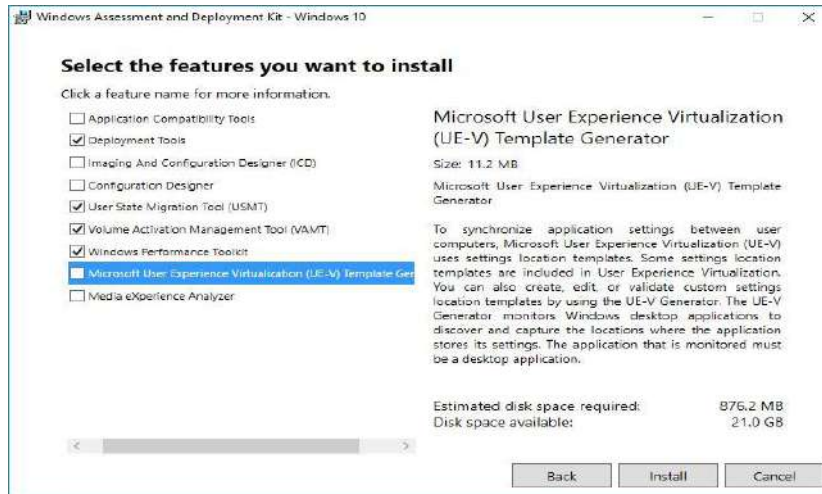 Windows Assessment and Deployment Kit - Windows 10
Select the features you want to install
Click a feature name for more information.
Application Compatibility Tools
Deployment Tools
Imaging And Configuration Designer (ICD)
Configuration Designer
User State Migration Tool (USMT)
Volume Activation Management Tool (VAMT)
Windows Performance Toolkit
Microsoft User Experience Virtualization (UE-V) Template Ger
Media eXperience Analyzer
Microsoft User Experience Virtualization
(UE-V) Template Generator
Size: 11.2 MB
Microsoft User Experience Virtualization (UE-V) Template
Generator
To synchronize application settings between user
computers, Microsoft User Experience Virtualization (UE-V)
uses settings location templates. Some settings location
templates are included in User Experience Virtualization.
You can also create, edit, or validate custom settings
location templates by using the UE-V Generator. The UE-V
Generator monitors Windows desktop applications to
discover and capture the locations where the application
stores its settings. The application that is monitored must
be a desktop application.
Estimated disk space required: 876.2 MB
Disk space available: 21.0 GB
Back Install Cancel